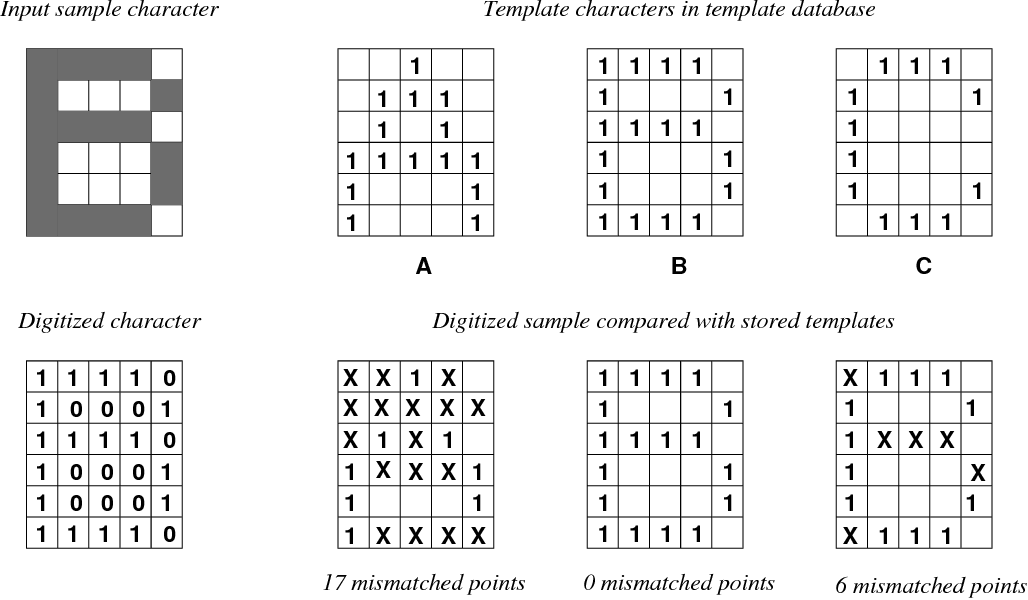 Input sample character
Template characters in template database
1
1 1 1
1 1
1 1 1 1 1
1 1
1 1
A
1 1 1 1
1 1
1 1 1 1
1 1
1 1
1 1 1 1
B
1 1 1
1 1
1
1
1 1
1 1 1
C
Digitized character
1 1 1 1 0
1 0 0 0 1
1 1 1 1 0
1 0 0 0 1
1 0 0 0 1
1 1 1 1 0
Digitized sample compared with stored templates
X X 1 X
X X X X X
X 1 X 1
1 X X X 1
1 1
1 X X X X
17 mismatched points
1 1 1 1
1 1
1 1 1 1
1 1
1 1
1 1 1 1
0 mismatched points
X 1 1 1
1 1
1 X X X
1 X
1 1
X 1 1 1
6 mismatched points